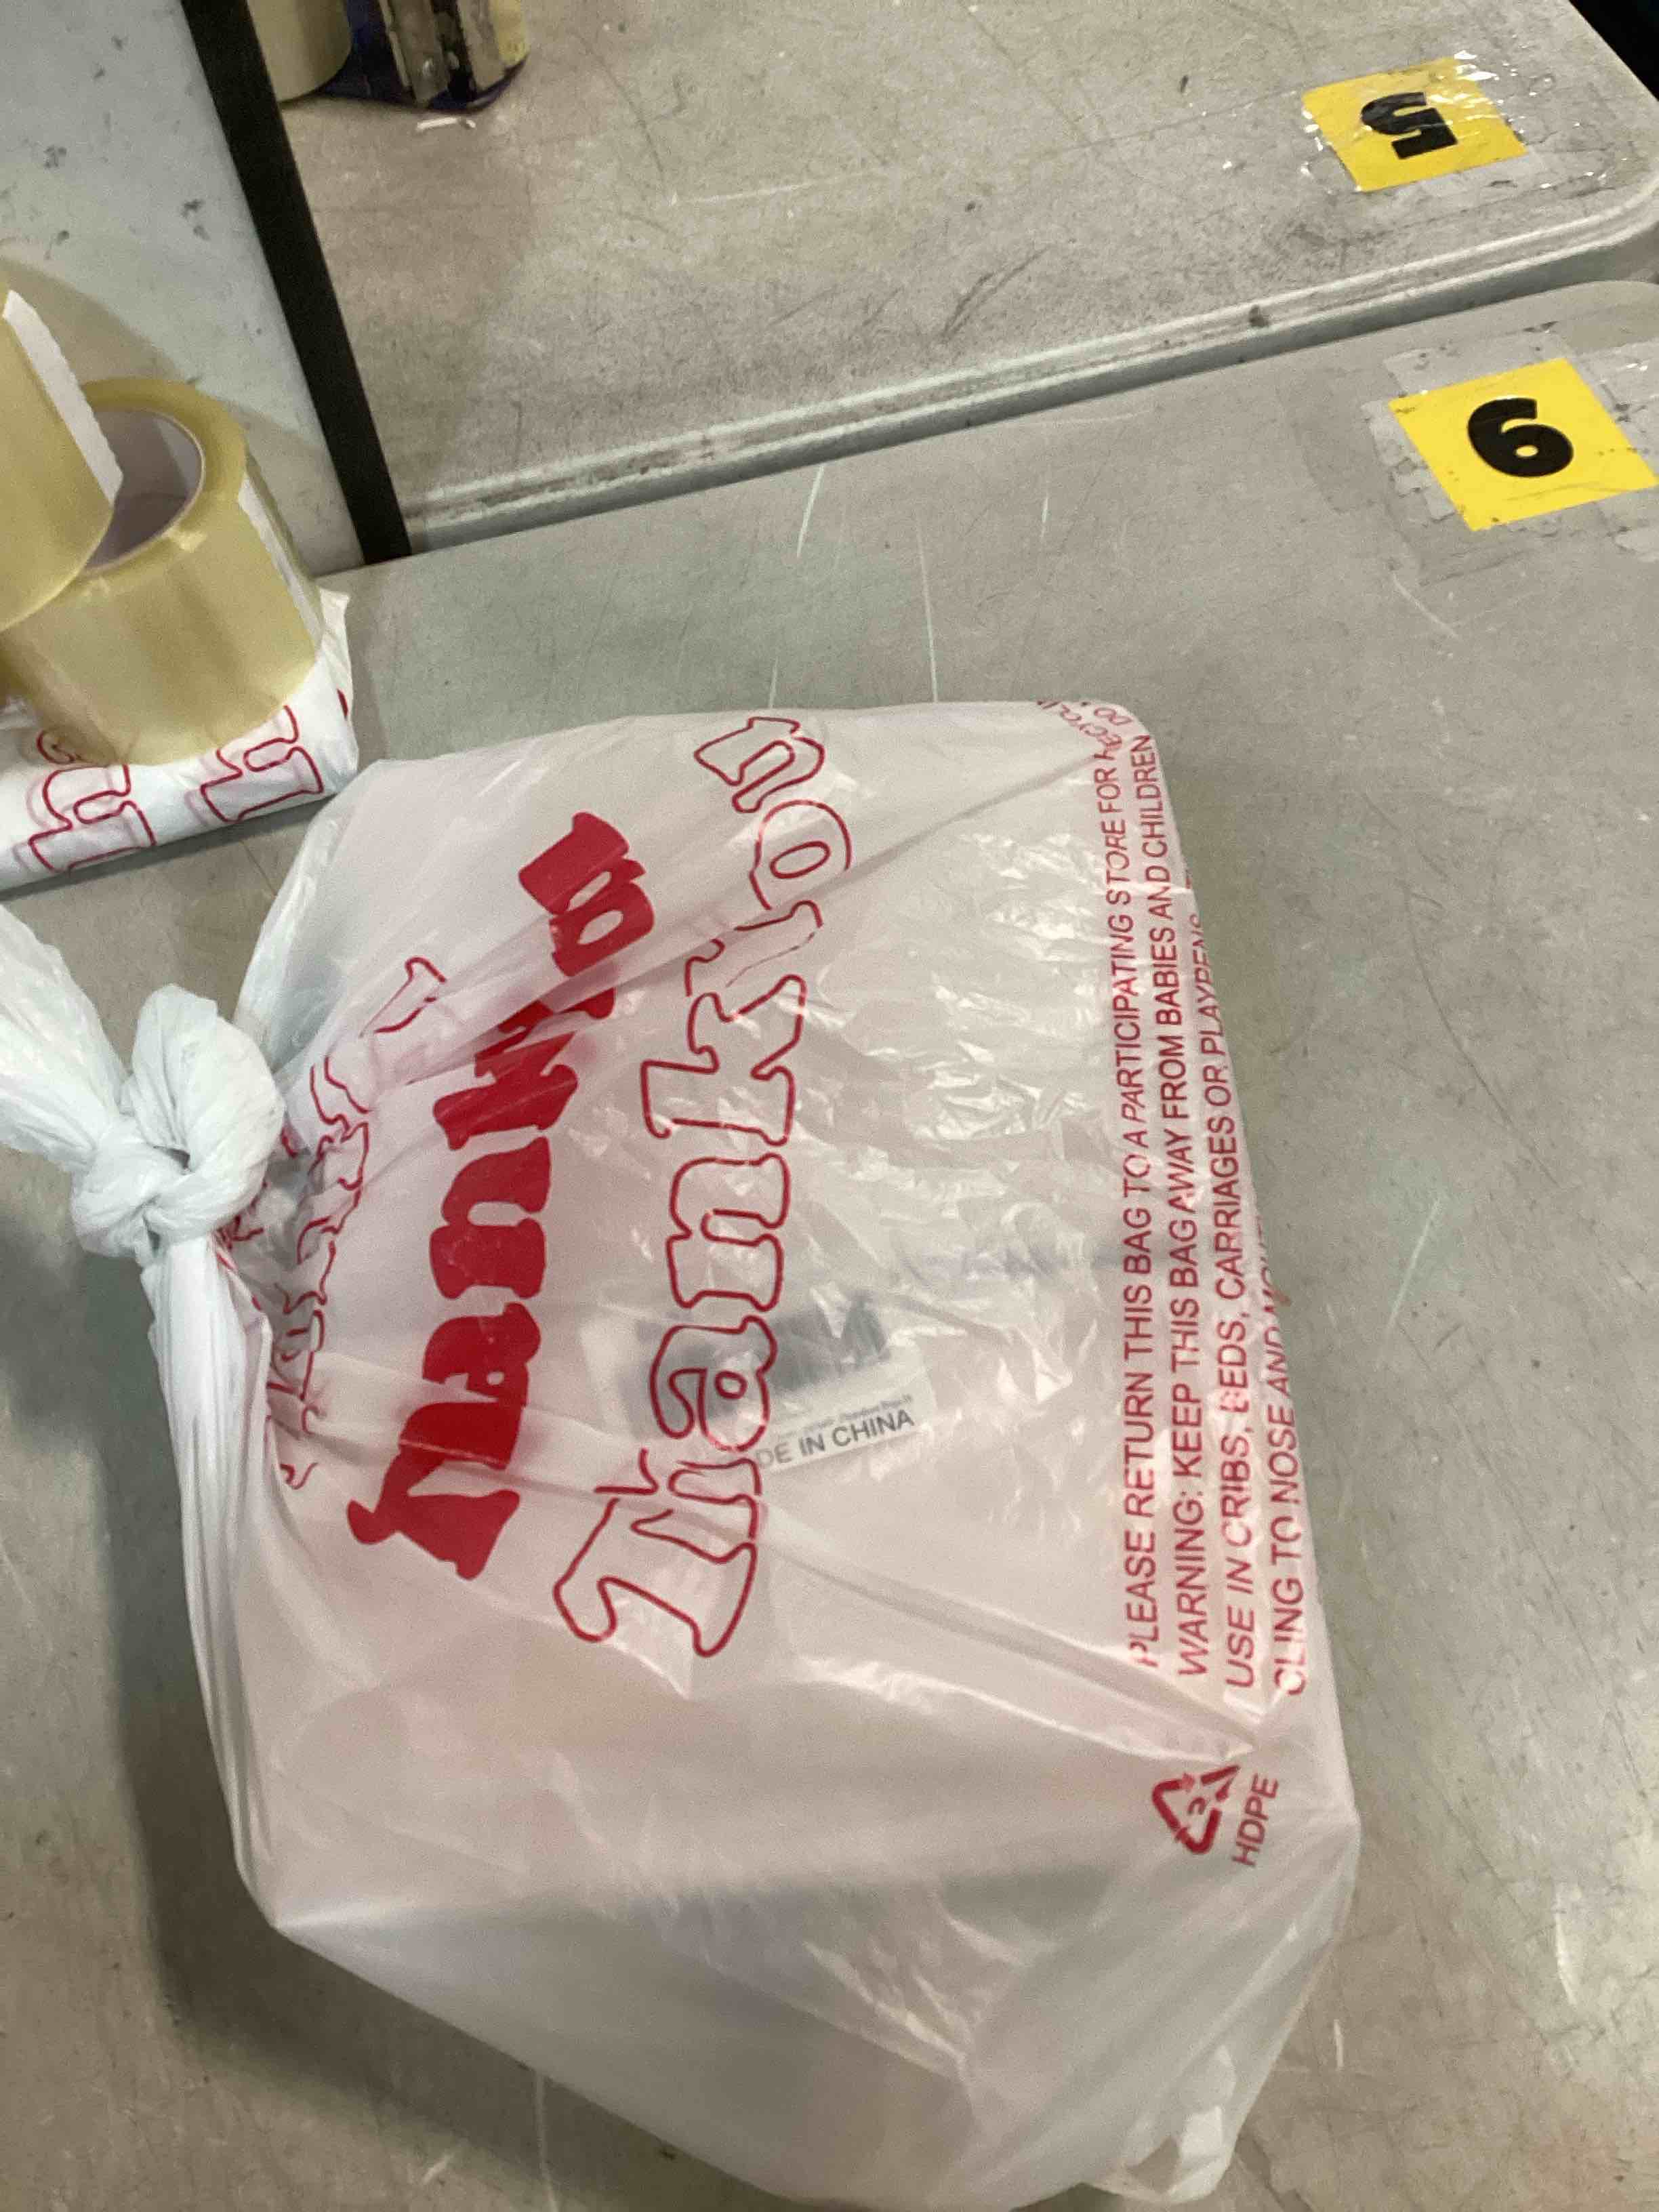 5
6
Thank You
Thank You
DE IN CHINA
PLEASE RETURN THIS BAG TO A PARTICIPATING STORE FOR
WARNING: KEEP THIS BAG AWAY FROM BABIES AND CHILDREN
USE IN CRIBS, BEDS, CARRIAGES OR PLAYPENS
CLING TO NOSE AND
2
HDPE